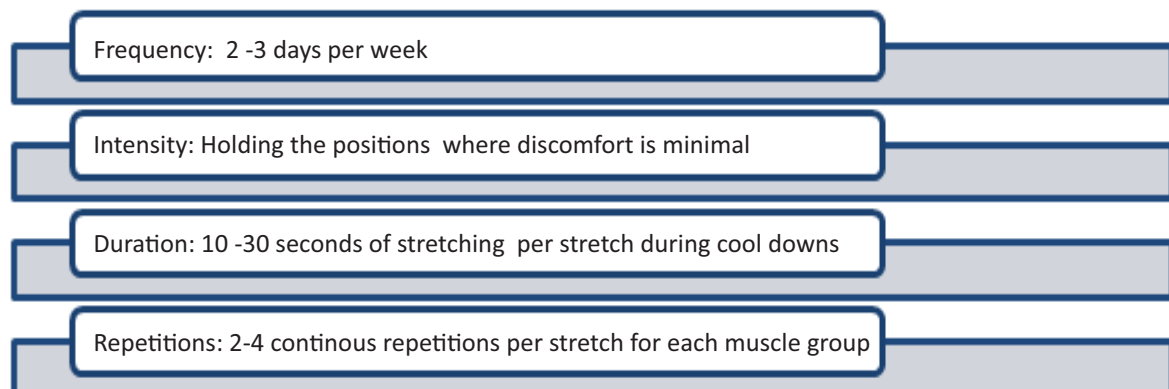 Frequency:  2 -3 days per week
Intensity: Holding the positions  where discomfort is minimal
Duration: 10 -30 seconds of stretching  per stretch during cool downs
Repetitions: 2-4 continous repetitions per stretch for each muscle group